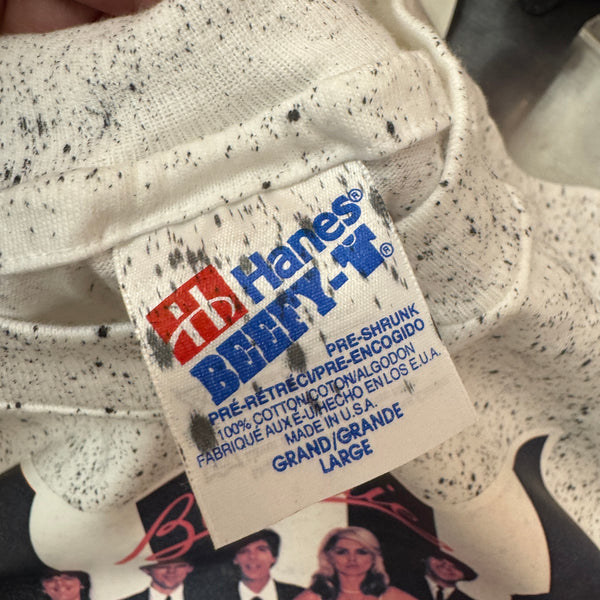 Hanes®
BEEFY-T®
PRE-SHRUNK
PRÉ-RÉTRÉCI/PRE-ENCOGIDO
100% COTTON/COTON/ALGODON
FABRIQUE AUX É-U/HECHO EN LOS E.U.A.
MADE IN U.S.A.
GRAND/GRANDE
LARGE